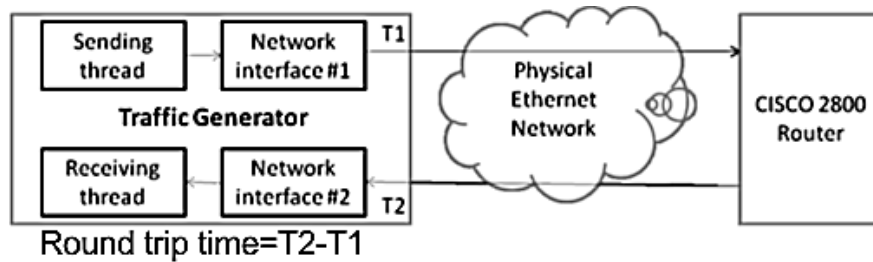 Sending
thread
Network
interface #1
T1
Traffic Generator
Receiving
thread
Network
interface #2
T2
Physical
Ethernet
Network
CISCO 2800
Router
Round trip time=T2-T1